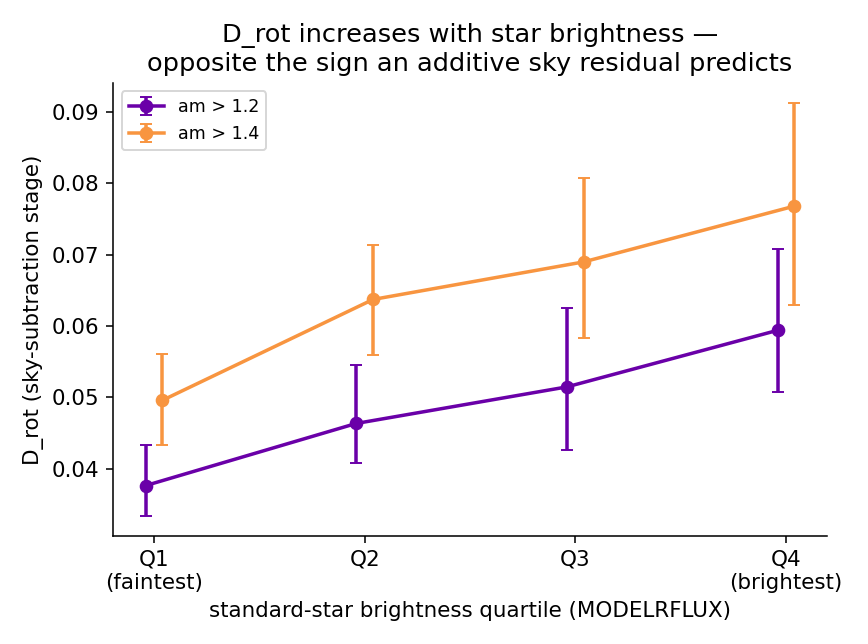 D_rot increases with star brightness —
opposite the sign an additive sky residual predicts
am > 1.2
am > 1.4
D_rot (sky-subtraction stage)
0.09
0.08
0.07
0.06
0.05
0.04
Q1
(faintest)
Q2
Q3
Q4
(brightest)
standard-star brightness quartile (MODELRFLUX)